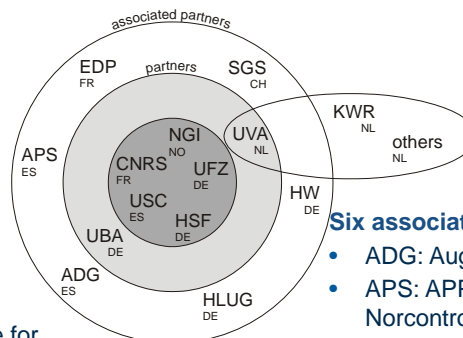 associated partners
EDP
FR
partners
SGS
CH
NGI
NO
UVA
NL
KWR
NL
others
NL
APS
ES
CNRS
FR
UFZ
DE
HW
DE
USC
ES
HSF
DE
UBA
DE
ADG
ES
HLUG
DE
Six associat
• ADG: Aug
• APS: APP
Norcontro
e for